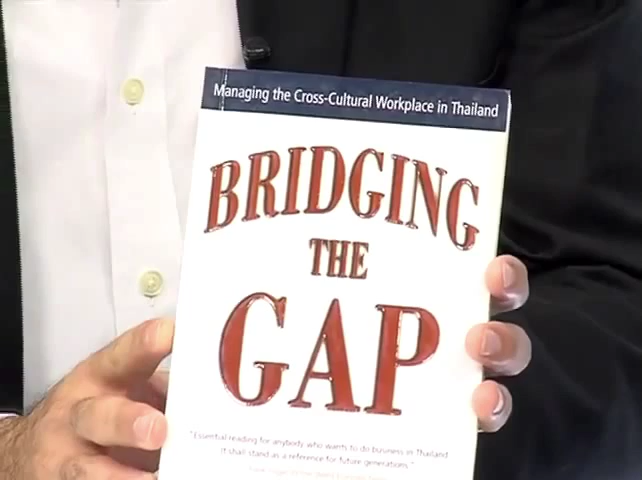 Managing the Cross-Cultural Workplace in Thailand
BRIDGING
THE
GAP
"Essential reading for anybody who wants to do business in Thailand
It shall stand as a reference for future generations."